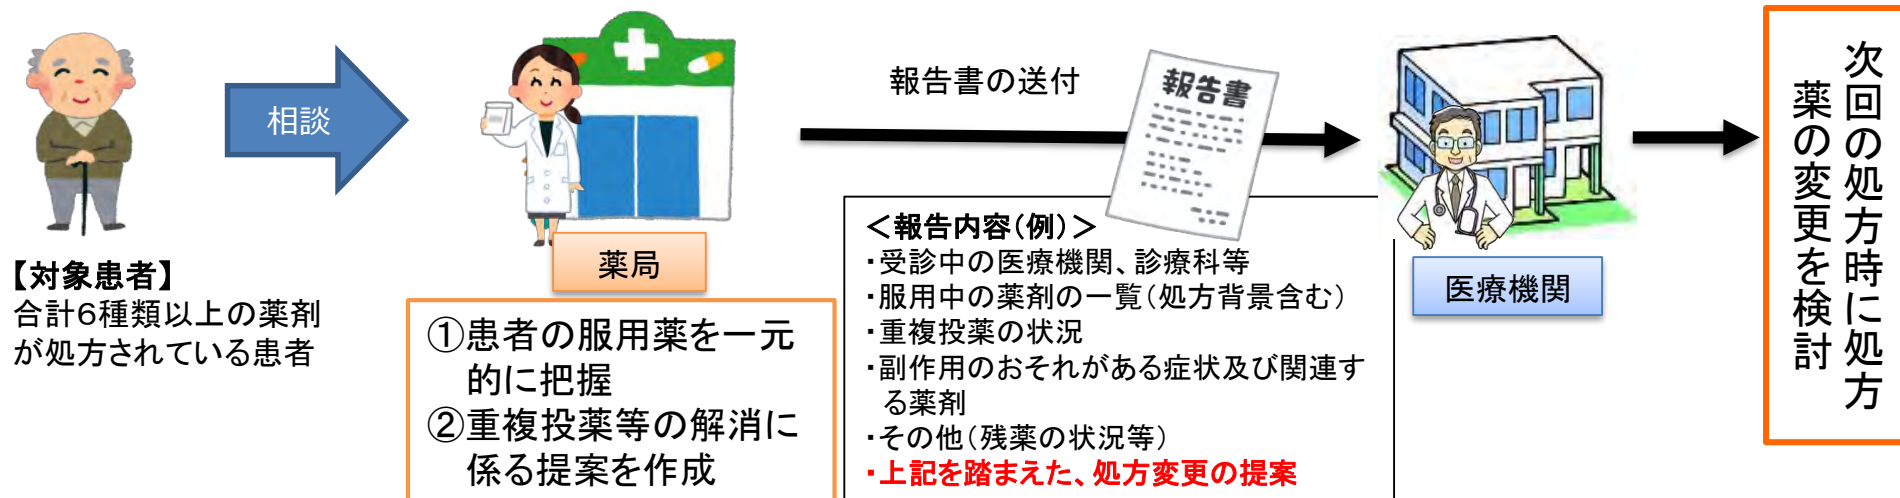 【対象患者】
合計6種類以上の薬剤
が処方されている患者
相談
薬局
①患者の服用薬を一元
的に把握
②重複投薬等の解消に
係る提案を作成
報告書の送付
報告書
＜報告内容(例)＞
・受診中の医療機関、診療科等
・服用中の薬剤の一覧(処方背景含む)
・重複投薬の状況
・副作用のおそれがある症状及び関連す
る薬剤
・その他(残薬の状況等)
・上記を踏まえた、処方変更の提案
医療機関
次回の処方時に処方
薬の変更を検討